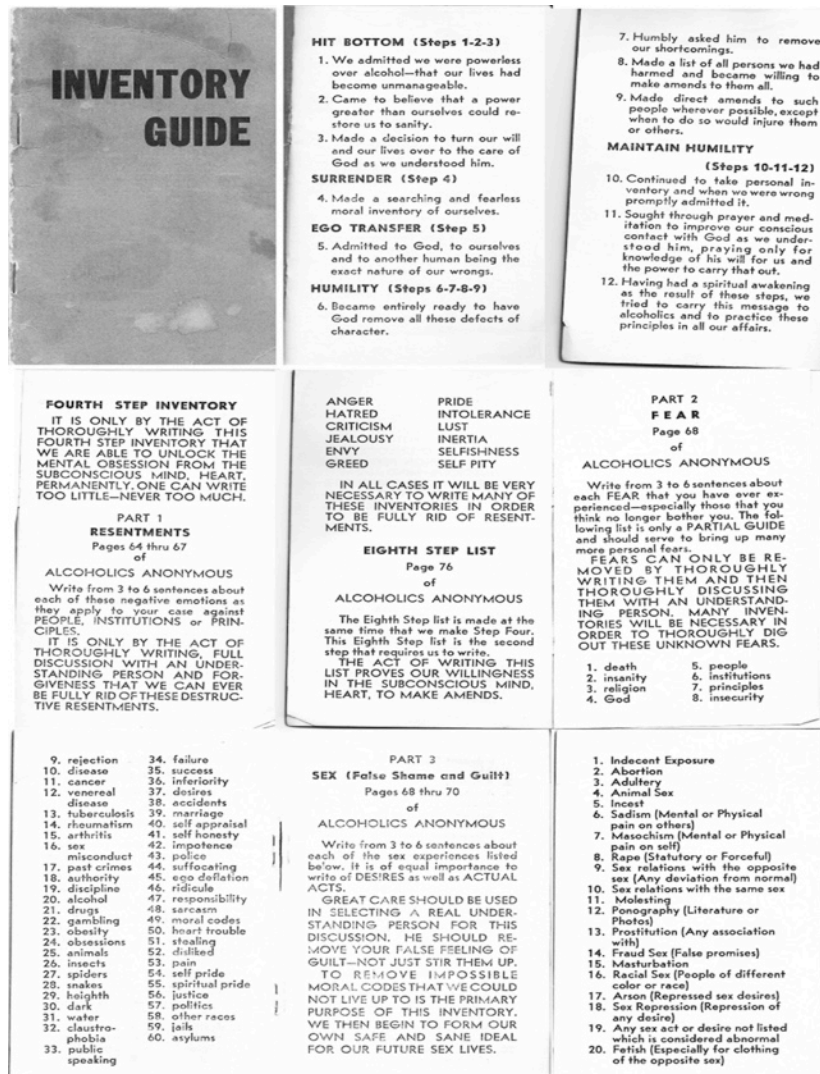 INVENTORY
GUIDE
HIT BOTTOM (Steps 1-2-3)
1. We admitted we were powerless
over alcohol—that our lives had
become unmanageable.
2. Came to believe that a power
greater than ourselves could re-
store us to sanity.
3. Made a decision to turn our will
and our lives over to the care of
God as we understood him.
SURRENDER (Step 4)
4. Made a searching and fearless
moral inventory of ourselves.
EGO TRANSFER (Step 5)
5. Admitted to God, to ourselves
and to another human being the
exact nature of our wrongs.
HUMILITY (Steps 6-7-8-9)
6. Became entirely ready to have
God remove all these defects of
character.
7. Humbly asked him to remove
our shortcomings.
8. Made a list of all persons we had
harmed and became willing to
make amends to them all.
9. Made direct amends to such
people wherever possible, except
when to do so would injure them
or others.
MAINTAIN HUMILITY
(Steps 10-11-12)
10. Continued to take personal in-
ventory and when we were wrong
promptly admitted it.
11. Sought through prayer and med-
itation to improve our conscious
contact with God as we under-
stood him, praying only for
knowledge of his will for us and
the power to carry that out.
12. Having had a spiritual awakening
as the result of these steps, we
tried to carry this message to
alcoholics and to practice these
principles in all our affairs.
FOURTH STEP INVENTORY
IT IS ONLY BY THE ACT OF
THOROUGHLY WRITING THIS
FOURTH STEP INVENTORY THAT
WE ARE ABLE TO UNLOCK THE
MENTAL OBSESSION FROM THE
SUBCONSCIOUS MIND, HEART,
PERMANENTLY. ONE CAN WRITE
TOO LITTLE—NEVER TOO MUCH.
PART 1
RESENTMENTS
Pages 64 thru 67
of
ALCOHOLICS ANONYMOUS
Write from 3 to 6 sentences about
each of these negative emotions as
they apply to your case against
PEOPLE, INSTITUTIONS or PRIN-
CIPLES.
IT IS ONLY BY THE ACT OF
THOROUGHLY WRITING, FULL
DISCUSSION WITH AN UNDER-
STANDING PERSON AND FOR-
GIVENESS THAT WE CAN EVER
BE FULLY RID OF THESE DESTRUC-
TIVE RESENTMENTS.
ANGER PRIDE
HATRED INTOLERANCE
CRITICISM LUST
JEALOUSY INERTIA
ENVY SELFISHNESS
GREED SELF PITY
IN ALL CASES IT WILL BE VERY
NECESSARY TO WRITE MANY OF
THESE INVENTORIES IN ORDER
TO BE FULLY RID OF RESENT-
MENTS.
EIGHTH STEP LIST
Page 76
of
ALCOHOLICS ANONYMOUS
The Eighth Step list is made at the
same time that we make Step Four.
This Eighth Step list is the second
step that requires us to write.
THE ACT OF WRITING THIS
LIST PROVES OUR WILLINGNESS
IN THE SUBCONSCIOUS MIND,
HEART, TO MAKE AMENDS.
PART 2
FEAR
Page 68
of
ALCOHOLICS ANONYMOUS
Write from 3 to 6 sentences about
each FEAR that you have ever ex-
perienced—especially those that you
think no longer bother you. The fol-
lowing list is only a PARTIAL GUIDE
and should serve to bring up many
more personal fears.
FEARS CAN ONLY BE RE-
MOVED BY THOROUGHLY
WRITING THEM AND THEN
THOROUGHLY DISCUSSING
THEM WITH AN UNDERSTAND-
ING PERSON. MANY INVEN-
TORIES WILL BE NECESSARY IN
ORDER TO THOROUGHLY DIG
OUT THESE UNKNOWN FEARS.
1. death
2. insanity
3. religion
4. God
5. people
6. institutions
7. principles
8. insecurity
9. rejection
10. disease
11. cancer
12. venereal
disease
13. tuberculosis
14. rheumatism
15. arthritis
16. sex
misconduct
17. past crimes
18. authority
19. discipline
20. alcohol
21. drugs
22. gambling
23. obesity
24. obsessions
25. animals
26. insects
27. spiders
28. snakes
29. heighth
30. dark
31. water
32. claustro-
phobia
33. public
speaking
34. failure
35. success
36. inferiority
37. desires
38. accidents
39. marriage
40. self appraisal
41. self honesty
42. impotence
43. police
44. suffocating
45. ego deflation
46. ridicule
47. responsibility
48. sarcasm
49. moral codes
50. heart trouble
51. stealing
52. disliked
53. pain
54. self pride
55. spiritual pride
56. justice
57. politics
58. other races
59. jails
60. asylums
PART 3
SEX (False Shame and Guilt)
Pages 68 thru 70
of
ALCOHOLICS ANONYMOUS
Write from 3 to 6 sentences about
each of the sex experiences listed
below. It is of equal importance to
write of DESIRES as well as ACTUAL
ACTS.
GREAT CARE SHOULD BE USED
IN SELECTING A REAL UNDER-
STANDING PERSON FOR THIS
DISCUSSION. HE SHOULD RE-
MOVE YOUR FALSE FEELING OF
GUILT—NOT JUST STIR THEM UP.
TO REMOVE IMPOSSIBLE
MORAL CODES THAT WE COULD
NOT LIVE UP TO IS THE PRIMARY
PURPOSE OF THIS INVENTORY.
WE THEN BEGIN TO FORM OUR
OWN SAFE AND SANE IDEAL
FOR OUR FUTURE SEX LIVES.
1. Indecent Exposure
2. Abortion
3. Adultery
4. Animal Sex
5. Incest
6. Sadism (Mental or Physical
pain on others)
7. Masochism (Mental or Physical
pain on self)
8. Rape (Statutory or Forceful)
9. Sex relations with the opposite
sex (Any deviation from normal)
10. Sex relations with the same sex
11. Molesting
12. Ponography (Literature or
Photos)
13. Prostitution (Any association
with)
14. Fraud Sex (False promises)
15. Masturbation
16. Racial Sex (People of different
color or race)
17. Arson (Repressed sex desires)
18. Sex Repression (Repression of
any desire)
19. Any sex act or desire not listed
which is considered abnormal
20. Fetish (Especially for clothing
of the opposite sex)